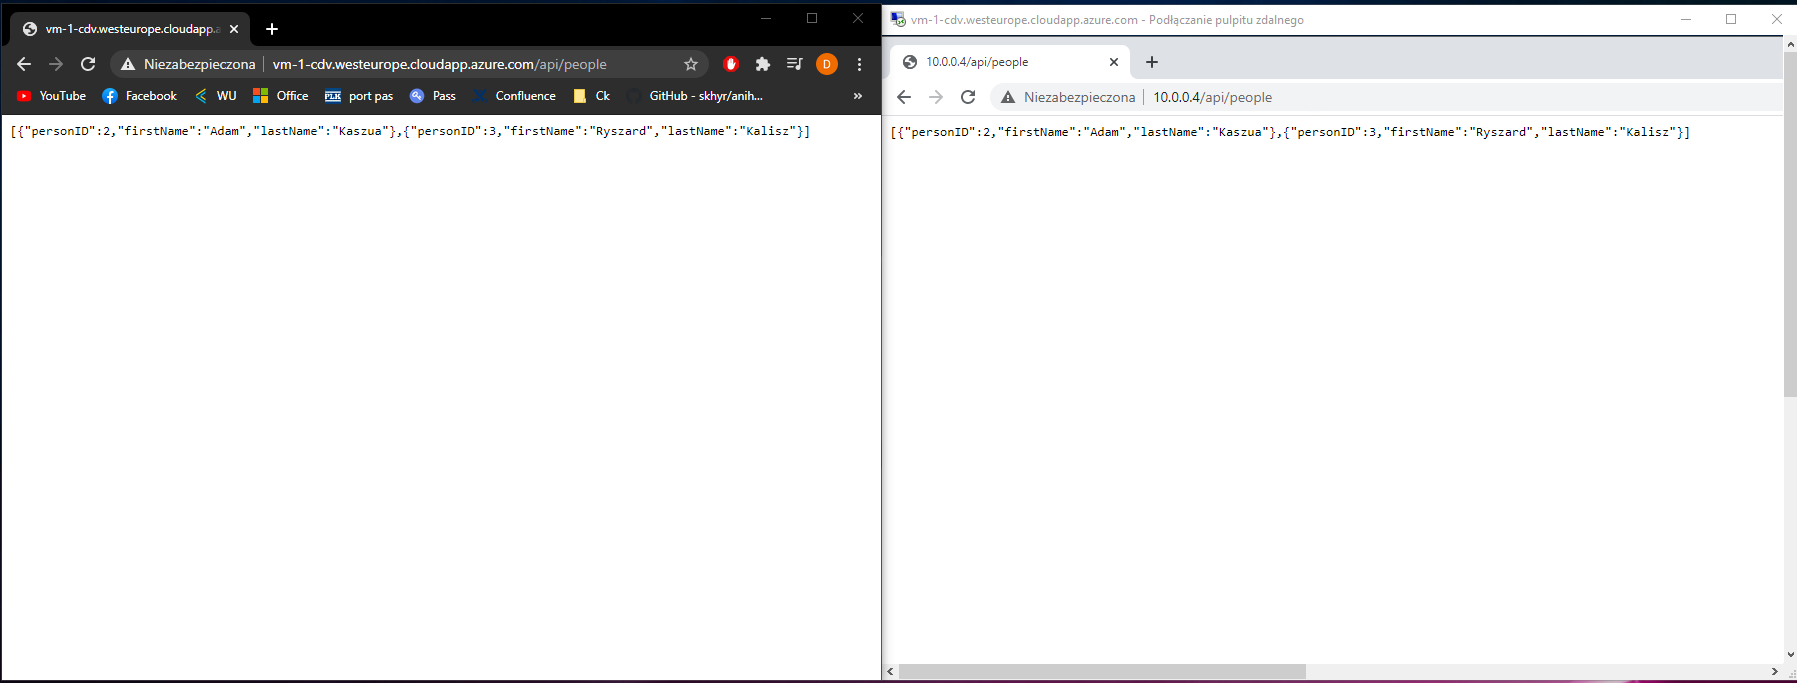 vm-1-cdv.westeurope.cloudapp.a
Niezabezpieczona vm-1-cdv.westeurope.cloudapp.azure.com/api/people D
YouTube Facebook WU Office PLK port pas Pass Confluence Ck GitHub - skhyr/anih... »
[{"personID":2,"firstName":"Adam","lastName":"Kaszua"},{"personID":3,"firstName":"Ryszard","lastName":"Kalisz"}]
vm-1-cdv.westeurope.cloudapp.azure.com - Podłączanie pulpitu zdalnego
10.0.0.4/api/people
Niezabezpieczona 10.0.0.4/api/people
[{"personID":2,"firstName":"Adam","lastName":"Kaszua"},{"personID":3,"firstName":"Ryszard","lastName":"Kalisz"}]